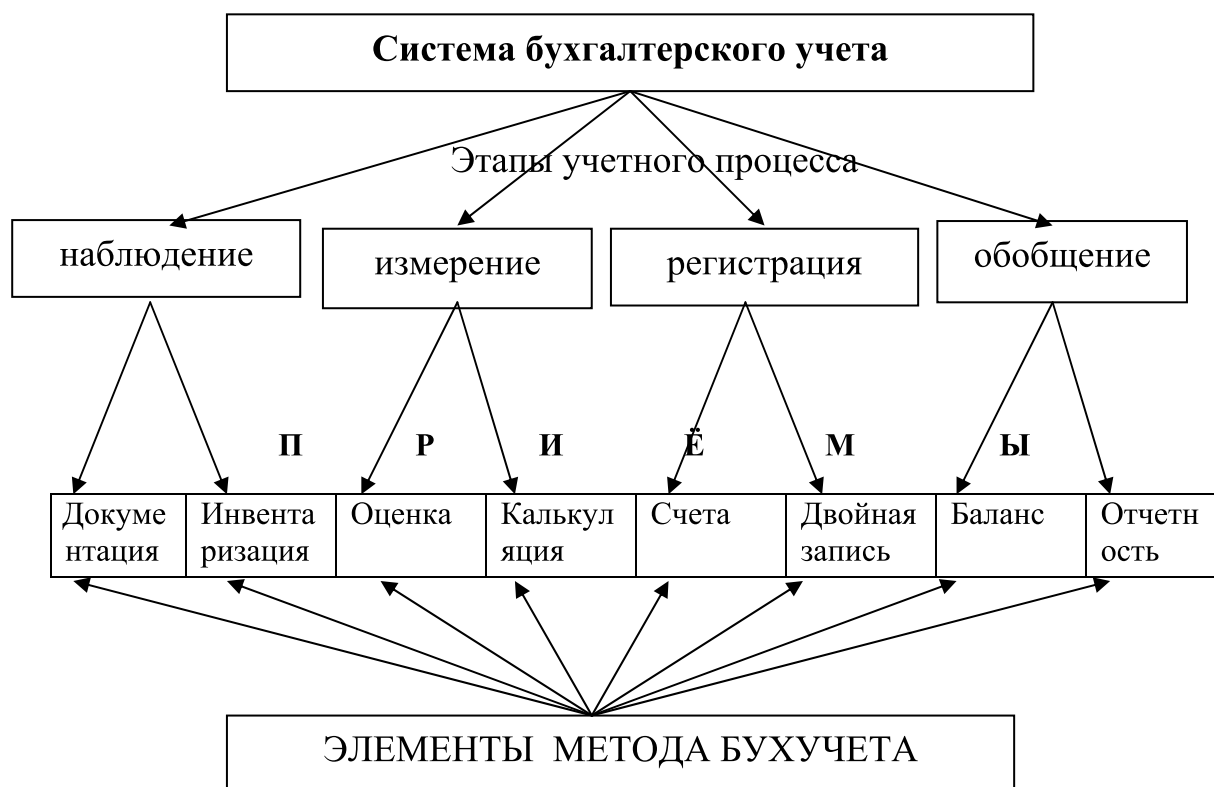 Система бухгалтерского учета
Этапы учетного процесса
наблюдение
измерение
регистрация
обобщение
П Р И Ё М Ы
Докуме
нтация
Инвента
ризация
Оценка
Калькул
яция
Счета
Двойная
запись
Баланс
Отчетн
ость
ЭЛЕМЕНТЫ МЕТОДА БУХУЧЕТА